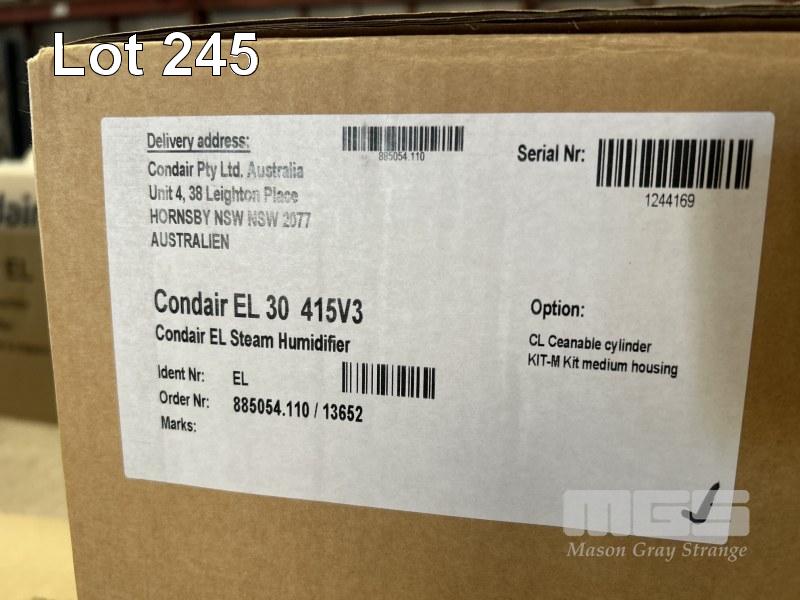 Lot 245
Delivery address:
Condair Pty Ltd. Australia
Unit 4, 38 Leighton Place
HORNSBY NSW NSW 2077
AUSTRALIEN
885054.110
Serial Nr:
1244169
Condair EL 30 415V3
Condair EL Steam Humidifier
Ident Nr: EL
Order Nr: 885054.110 / 13652
Marks:
Option:
CL Ceanable cylinder
KIT-M Kit medium housing
MGS
Mason Gray Strange
EL